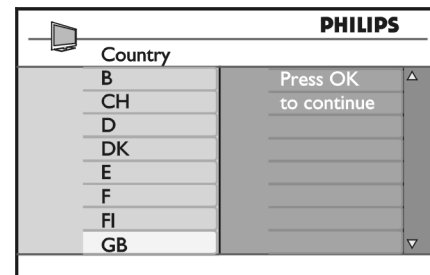 PHILIPS
Country
B
Press OK
CH
to continue
D
DK
E
F
FI
GB